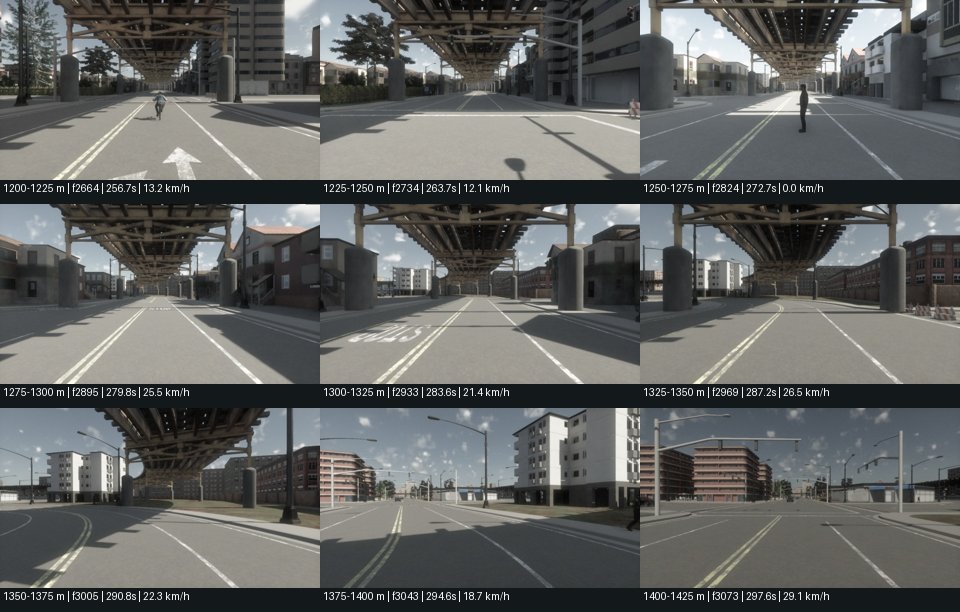 1200-1225 m | f2664 | 256.7s | 13.2 km/h
1225-1250 m | f2734 | 263.7s | 12.1 km/h
1250-1275 m | f2824 | 272.7s | 0.0 km/h
1275-1300 m | f2895 | 279.8s | 25.5 km/h
1300-1325 m | f2933 | 283.6s | 21.4 km/h
1325-1350 m | f2969 | 287.2s | 26.5 km/h
1350-1375 m | f3005 | 290.8s | 22.3 km/h
1375-1400 m | f3043 | 294.6s | 18.7 km/h
1400-1425 m | f3073 | 297.6s | 29.1 km/h